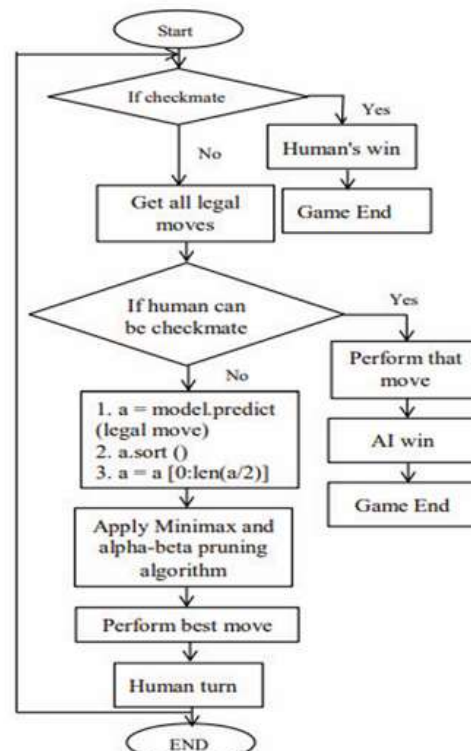 Start
If checkmate
Yes
No
Human's win
Get all legal
moves
Game End
If human can
be checkmate
Yes
No
Perform that
move
1. a = model.predict
(legal move)
2. a.sort ()
3. a = a [0:len(a/2)]
AI win
Game End
Apply Minimax and
alpha-beta pruning
algorithm
Perform best move
Human turn
END